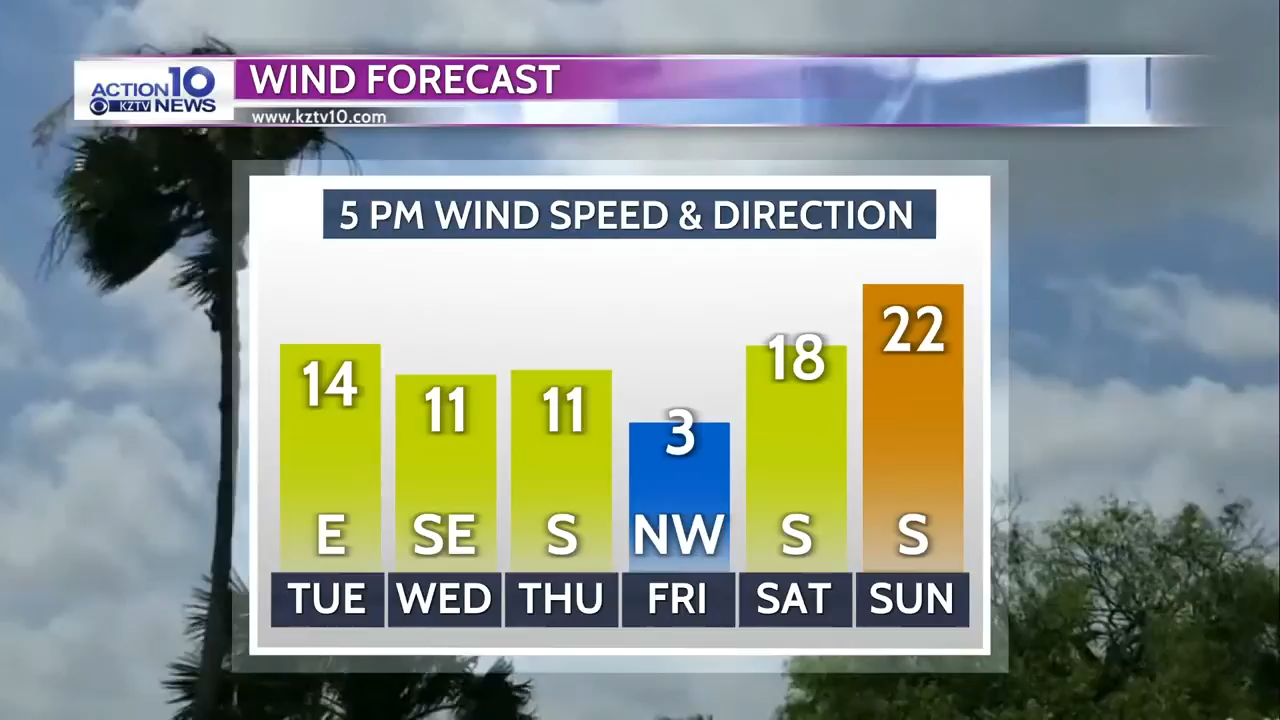 ACTION 10
KZTV NEWS
WIND FORECAST
www.kztv10.com
5 PM WIND SPEED & DIRECTION
14 11 11 3 18 22
E SE S NW S S
TUE WED THU FRI SAT SUN